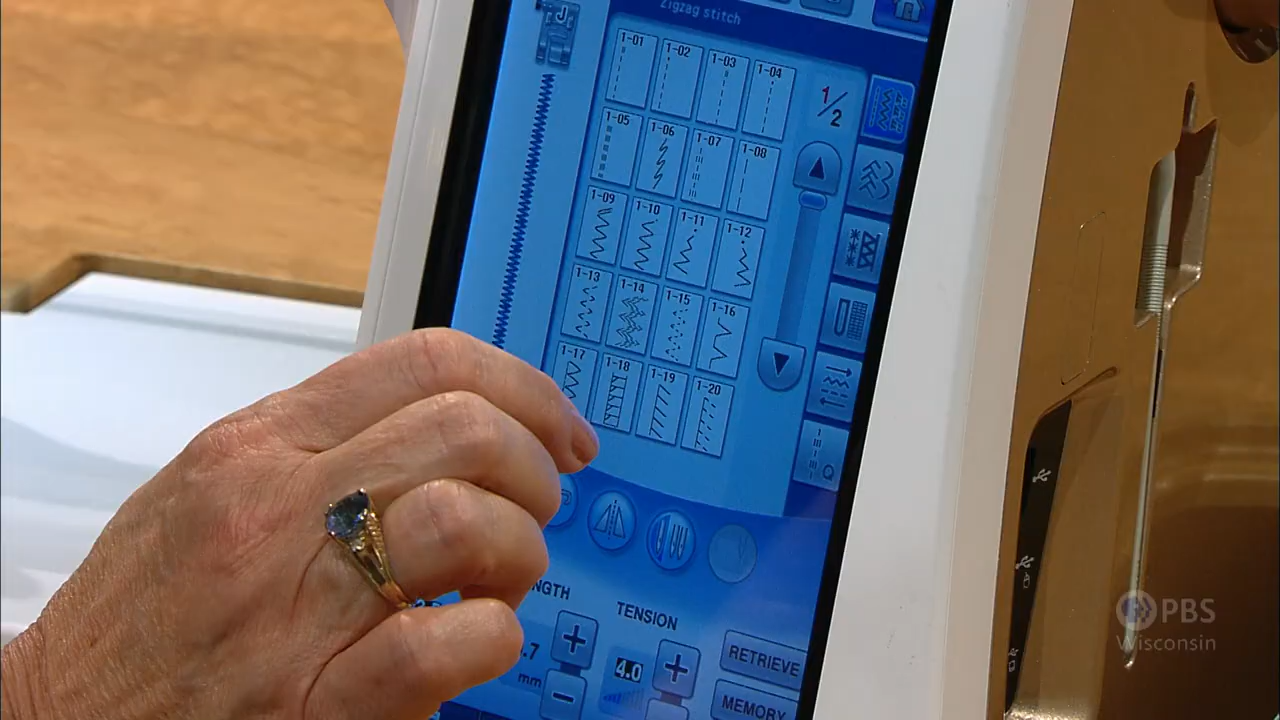 Zigzag stitch
1-01 1-02 1-03 1-04
1/2
1-05 1-06 1-07 1-08
1-09 1-10 1-11 1-12
1-13 1-14 1-15 1-16
1-17 1-18 1-19 1-20
Q
TENSION
+ +
4.0
mm
-
RETRIEVE
MEMORY
PBS
Wisconsin